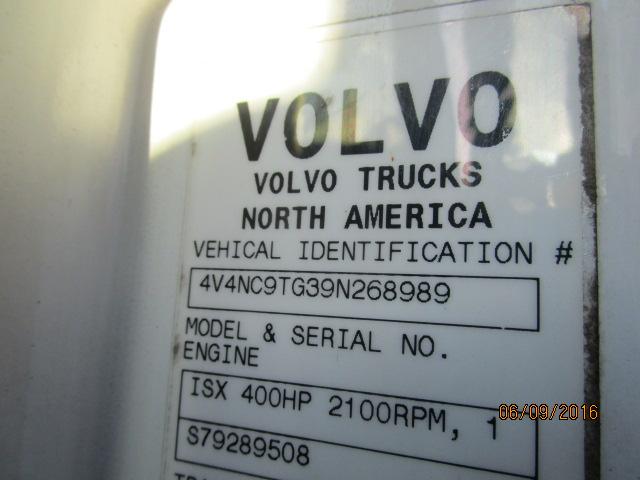 VOLVO
VOLVO TRUCKS
NORTH AMERICA
VEHICAL IDENTIFICATION #
4V4NC9TG39N268989
MODEL & SERIAL NO.
ENGINE
ISX 400HP 2100RPM, 1
S79289508
06/09/2016